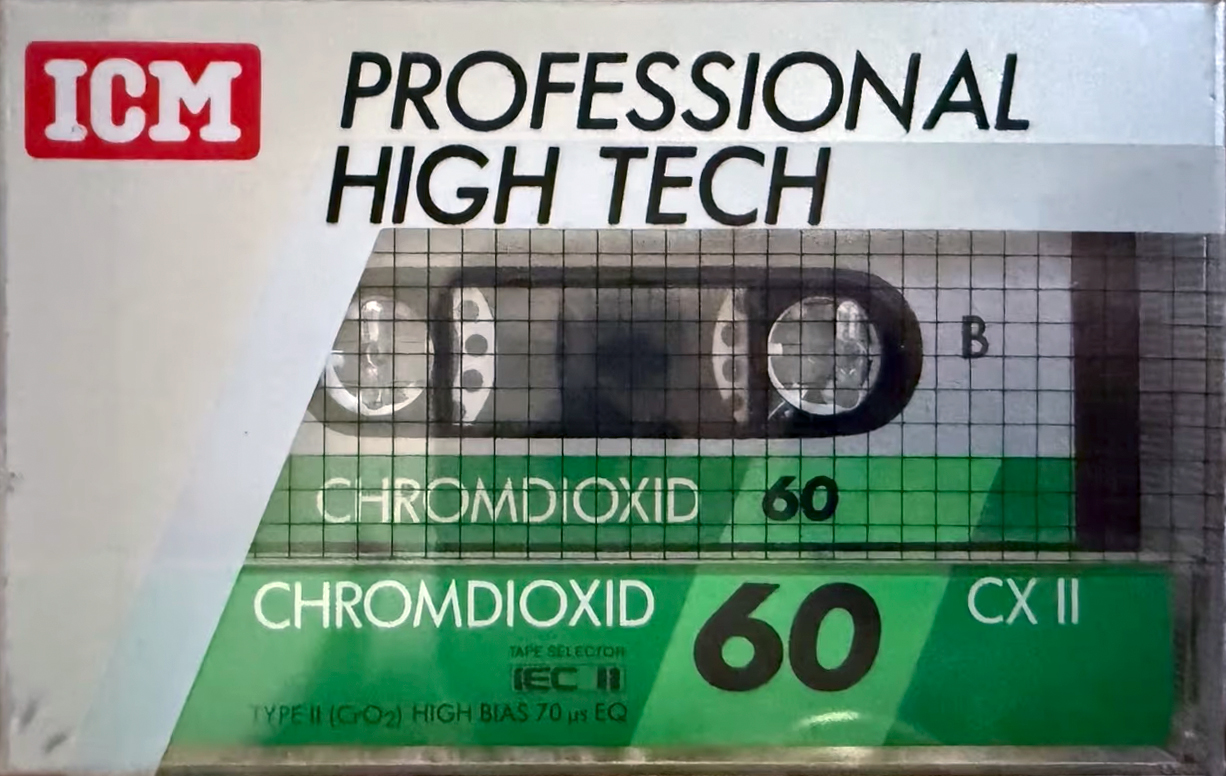 ICM
PROFESSIONAL
HIGH TECH
B
CHROMDIOXID 60
CHROMDIOXID 60 CX II
TAPE SELECTOR
IEC II
TYPE II (CrO₂) HIGH BIAS 70 µs EQ